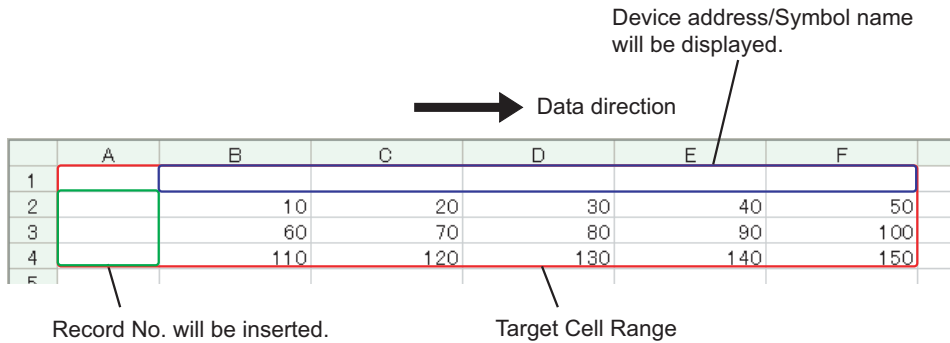 Device address/Symbol name
will be displayed.
Data direction
A B C D E F
1
2 10 20 30 40 50
3 60 70 80 90 100
4 110 120 130 140 150
5
Record No. will be inserted. Target Cell Range